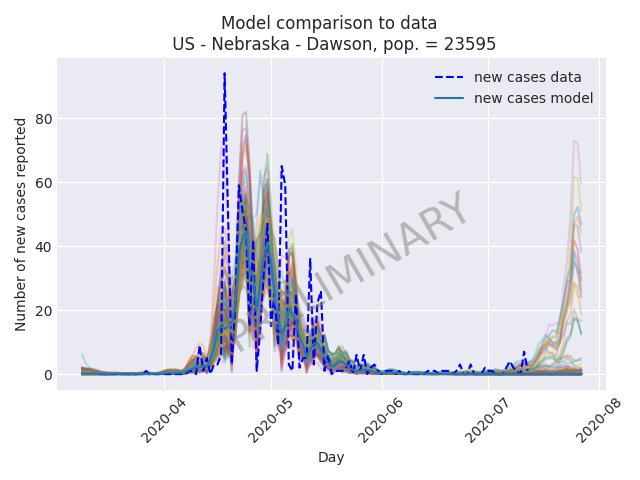 Model comparison to data
US - Nebraska - Dawson, pop. = 23595
new cases data
new cases model
Number of new cases reported
80
60
40
20
0
PRELIMINARY
2020-04
2020-05
2020-06
2020-07
2020-08
Day